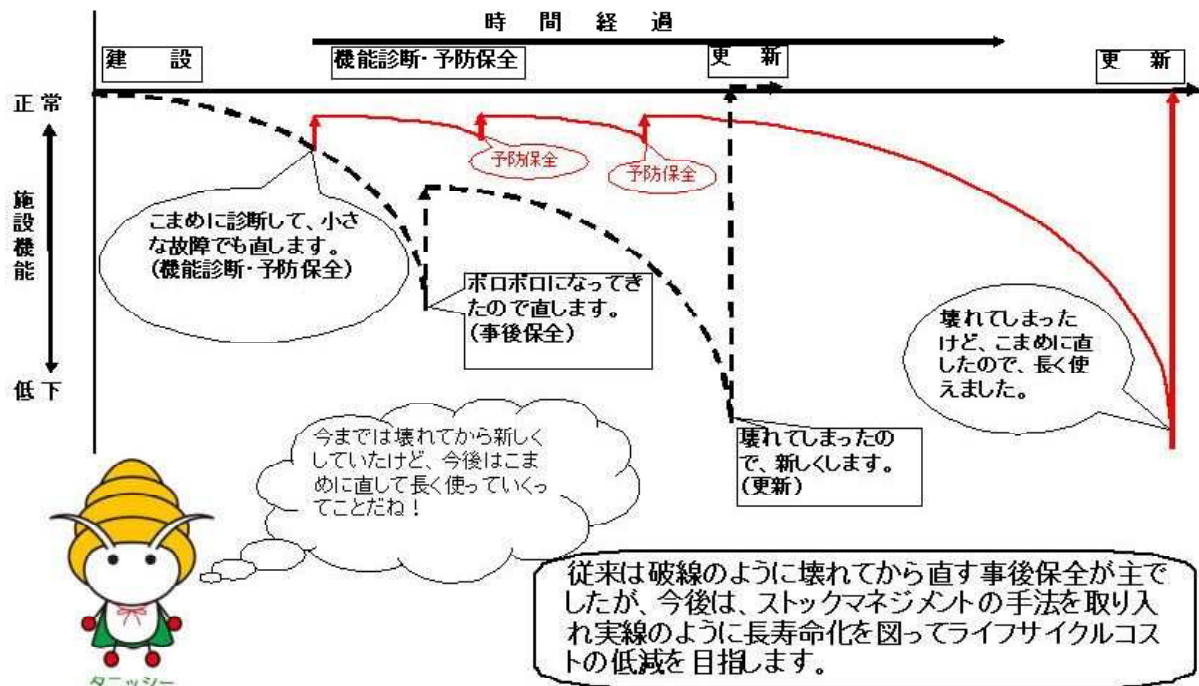 時 間 経 過
建 設
機能診断・予防保全
更 新
更 新
正 常
施設機能
低 下
予防保全
予防保全
こまめに診断して、小さ
な故障でも直します。
(機能診断・予防保全)
ボロボロになってき
たので直します。
(事後保全)
壊れてしまった
けど、こまめに直
したので、長く使
えました。
壊れてしまったの
で、新しくします。
(更新)
今までは壊れてから新しく
していたけど、今後はこま
めに直して長く使っていくっ
てことだね!
従来は破線のように壊れてから直す事後保全が主で
したが、今後は、ストックマネジメントの手法を取り入
れ実線のように長寿命化を図ってライフサイクルコス
トの低減を目指します。
タニッシー